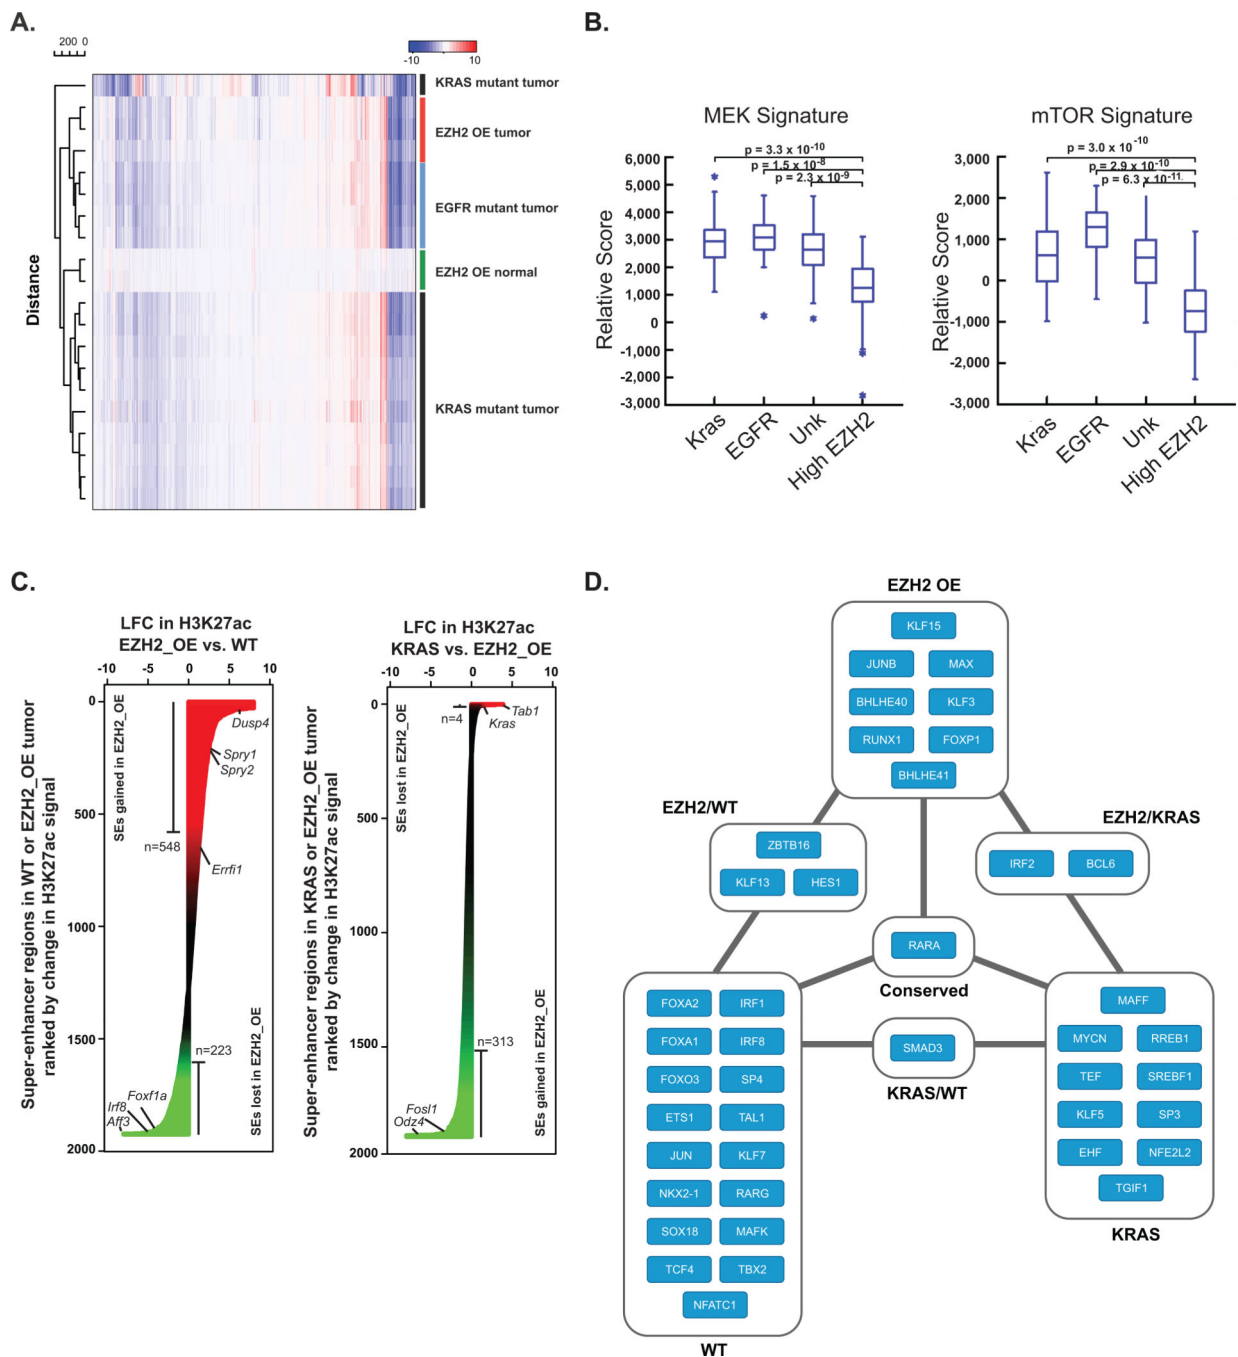 A.
200 0
-10 10
Distance
KRAS mutant tumor
EZH2 OE tumor
EGFR mutant tumor
EZH2 OE normal
KRAS mutant tumor
B.
MEK Signature
p = 3.3 x 10-10
p = 1.5 x 10-8
p = 2.3 x 10-9
Relative Score
6,000
5,000
4,000
3,000
2,000
1,000
0
-1,000
-2,000
-3,000
Kras
EGFR
Unk
High EZH2
mTOR Signature
p = 3.0 x 10-10
p = 2.9 x 10-10
p = 6.3 x 10-11
Relative Score
3,000
2,000
1,000
0
-1,000
-2,000
-3,000
Kras
EGFR
Unk
High EZH2
C.
LFC in H3K27ac
EZH2_OE vs. WT
-10 -5 0 5 10
Super-enhancer regions in WT or EZH2_OE tumor
ranked by change in H3K27ac signal
0
500
1000
1500
2000
SEs gained in EZH2_OE
n=548
Dusp4
Spry1
Spry2
Errfi1
n=223
SEs lost in EZH2_OE
Foxf1a
Irf8
Aff3
LFC in H3K27ac
KRAS vs. EZH2_OE
-10 -5 0 5 10
Super-enhancer regions in KRAS or EZH2_OE tumor
ranked by change in H3K27ac signal
0
500
1000
1500
2000
SEs lost in EZH2_OE
n=4
Tab1
Kras
n=313
SEs gained in EZH2_OE
Fosl1
Odz4
D.
EZH2 OE
KLF15
JUNB MAX
BHLHE40 KLF3
RUNX1 FOXP1
BHLHE41
EZH2/WT
ZBTB16
KLF13 HES1
EZH2/KRAS
IRF2 BCL6
RARA
Conserved
SMAD3
KRAS/WT
FOXA2 IRF1
FOXA1 IRF8
FOXO3 SP4
ETS1 TAL1
JUN KLF7
NKX2-1 RARG
SOX18 MAFK
TCF4 TBX2
NFATC1
WT
MAFF
MYCN RREB1
TEF SREBF1
KLF5 SP3
EHF NFE2L2
TGIF1
KRAS